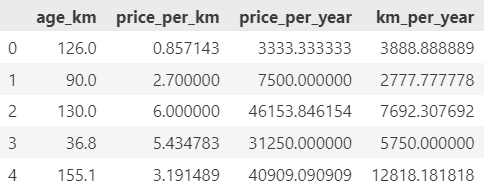 age_km price_per_km price_per_year km_per_year
0 126.0 0.857143 3333.333333 3888.888889
1 90.0 2.700000 7500.000000 2777.777778
2 130.0 6.000000 46153.846154 7692.307692
3 36.8 5.434783 31250.000000 5750.000000
4 155.1 3.191489 40909.090909 12818.181818